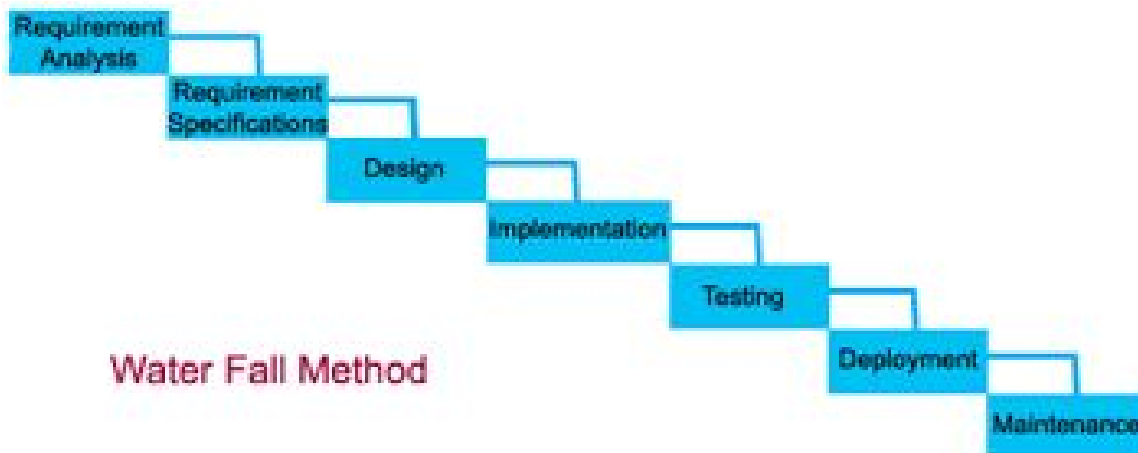 Requirement
Analysis
Requirement
Specifications
Design
Implementation
Testing
Deployment
Maintenance
Water Fall Method